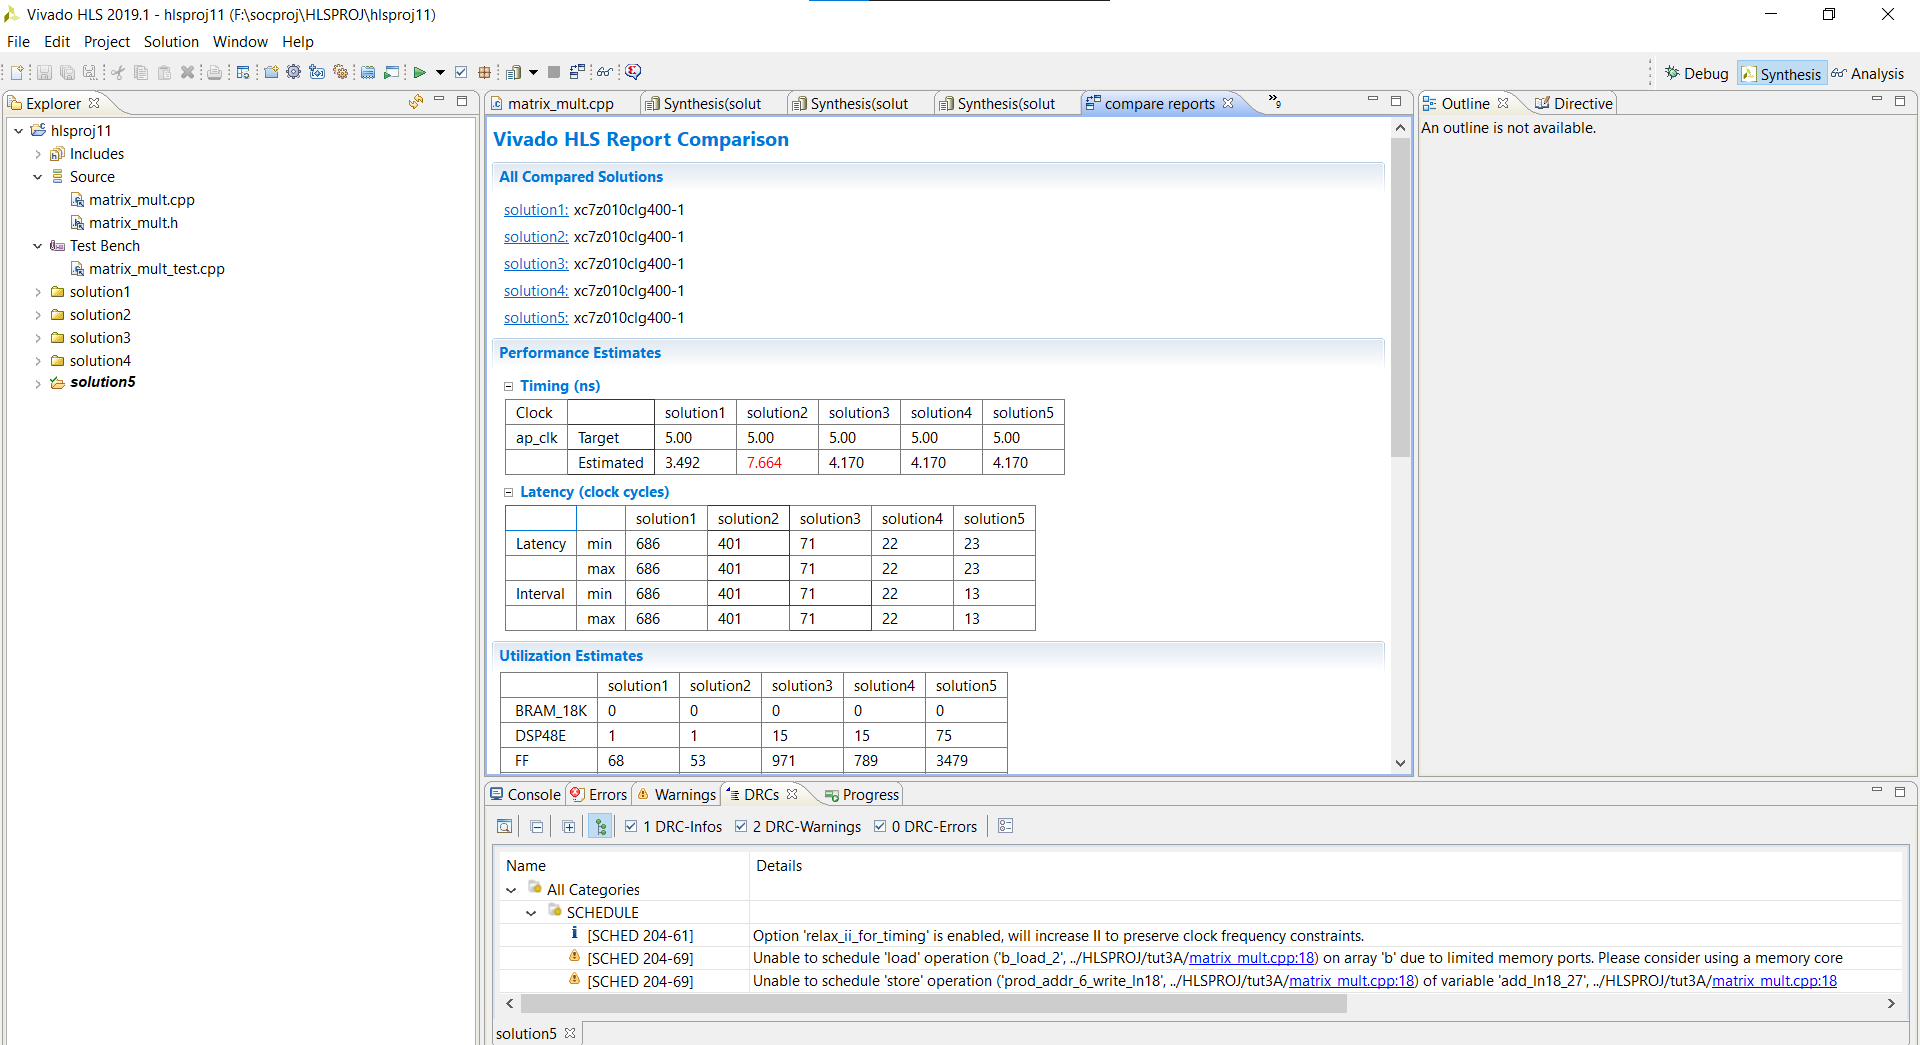 Vivado HLS 2019.1 - hlsproj11 (F:\socproj\HLSPROJ\hlsproj11)
File Edit Project Solution Window Help
Debug Synthesis Analysis
Explorer
hlsproj11
Includes
Source
matrix_mult.cpp
matrix_mult.h
Test Bench
matrix_mult_test.cpp
solution1
solution2
solution3
solution4
solution5
matrix_mult.cpp Synthesis(solut Synthesis(solut Synthesis(solut compare reports »9
Vivado HLS Report Comparison
All Compared Solutions
solution1: xc7z010clg400-1
solution2: xc7z010clg400-1
solution3: xc7z010clg400-1
solution4: xc7z010clg400-1
solution5: xc7z010clg400-1
Performance Estimates
Timing (ns)
Clock solution1 solution2 solution3 solution4 solution5
ap_clk Target 5.00 5.00 5.00 5.00 5.00
Estimated 3.492 7.664 4.170 4.170 4.170
Latency (clock cycles)
solution1 solution2 solution3 solution4 solution5
Latency min 686 401 71 22 23
max 686 401 71 22 23
Interval min 686 401 71 22 13
max 686 401 71 22 13
Utilization Estimates
solution1 solution2 solution3 solution4 solution5
BRAM_18K 0 0 0 0 0
DSP48E 1 1 15 15 75
FF 68 53 971 789 3479
Outline Directive
An outline is not available.
Console Errors Warnings DRCs Progress
1 DRC-Infos 2 DRC-Warnings 0 DRC-Errors
Name Details
All Categories
SCHEDULE
[SCHED 204-61] Option 'relax_ii_for_timing' is enabled, will increase II to preserve clock frequency constraints.
[SCHED 204-69] Unable to schedule 'load' operation ('b_load_2', ../HLSPROJ/tut3A/matrix_mult.cpp:18) on array 'b' due to limited memory ports. Please consider using a memory core
[SCHED 204-69] Unable to schedule 'store' operation ('prod_addr_6_write_ln18', ../HLSPROJ/tut3A/matrix_mult.cpp:18) of variable 'add_ln18_27', ../HLSPROJ/tut3A/matrix_mult.cpp:18
solution5